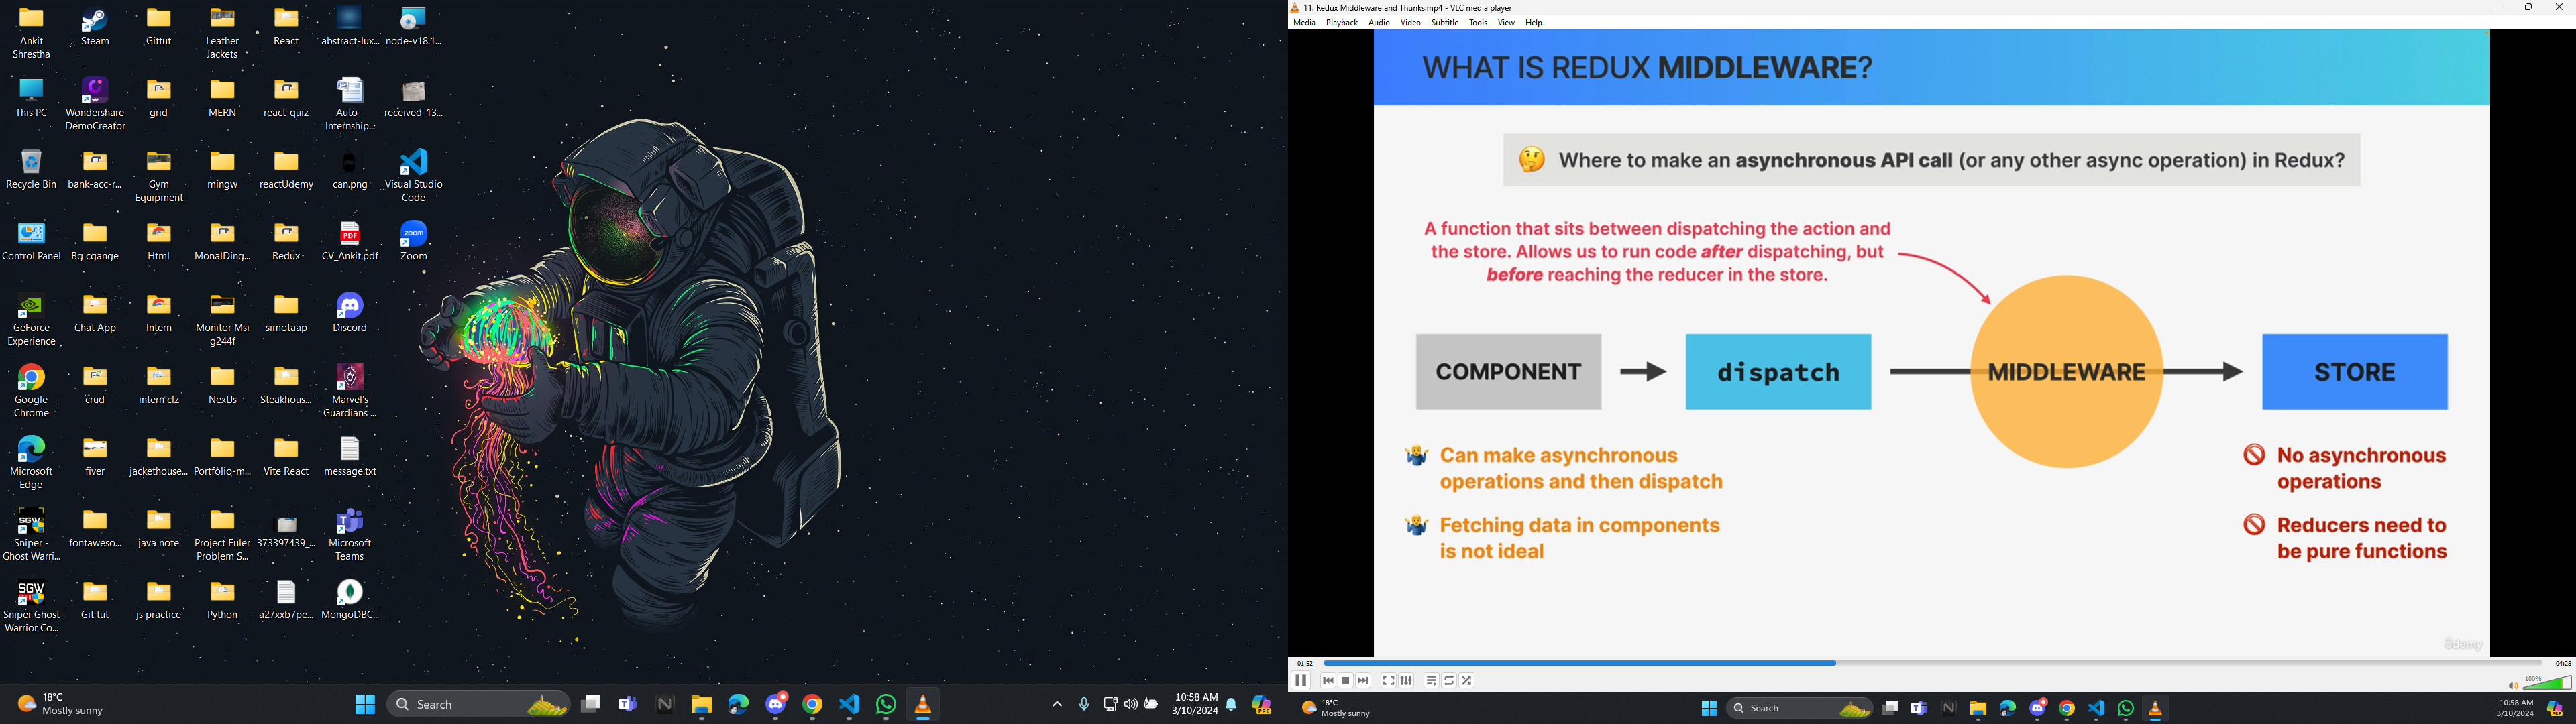 Ankit
Shrestha
Steam
Gittut
Leather
Jackets
React
abstract-lux...
node-v18.1...
This PC
Wondershare
DemoCreator
grid
MERN
react-quiz
Auto -
Internship...
received_13...
Recycle Bin
bank-acc-r...
Gym
Equipment
mingw
reactUdemy
can.png
Visual Studio
Code
Control Panel
Bg cgange
Html
MonalDing...
Redux
CV_Ankit.pdf
Zoom
GeForce
Experience
Chat App
Intern
Monitor Msi
g244f
simotaap
Discord
Google
Chrome
crud
intern clz
NextJs
Steakhous...
Marvel's
Guardians ...
Microsoft
Edge
fiver
jackethouse...
Portfolio-m...
Vite React
message.txt
Sniper -
Ghost Warri...
fontaweso...
java note
Project Euler
Problem S...
373397439_...
Microsoft
Teams
Sniper Ghost
Warrior Co...
Git tut
js practice
Python
a27xxb7pe...
MongoDBC...
18°C
Mostly sunny
Search
10:58 AM
3/10/2024
11. Redux Middleware and Thunks.mp4 - VLC media player
Media Playback Audio Video Subtitle Tools View Help
WHAT IS REDUX MIDDLEWARE?
Where to make an asynchronous API call (or any other async operation) in Redux?
A function that sits between dispatching the action and
the store. Allows us to run code after dispatching, but
before reaching the reducer in the store.
COMPONENT
dispatch
MIDDLEWARE
STORE
Can make asynchronous
operations and then dispatch
Fetching data in components
is not ideal
No asynchronous
operations
Reducers need to
be pure functions
ûdemy
01:52
04:28
100%
18°C
Mostly sunny
Search
10:58 AM
3/10/2024